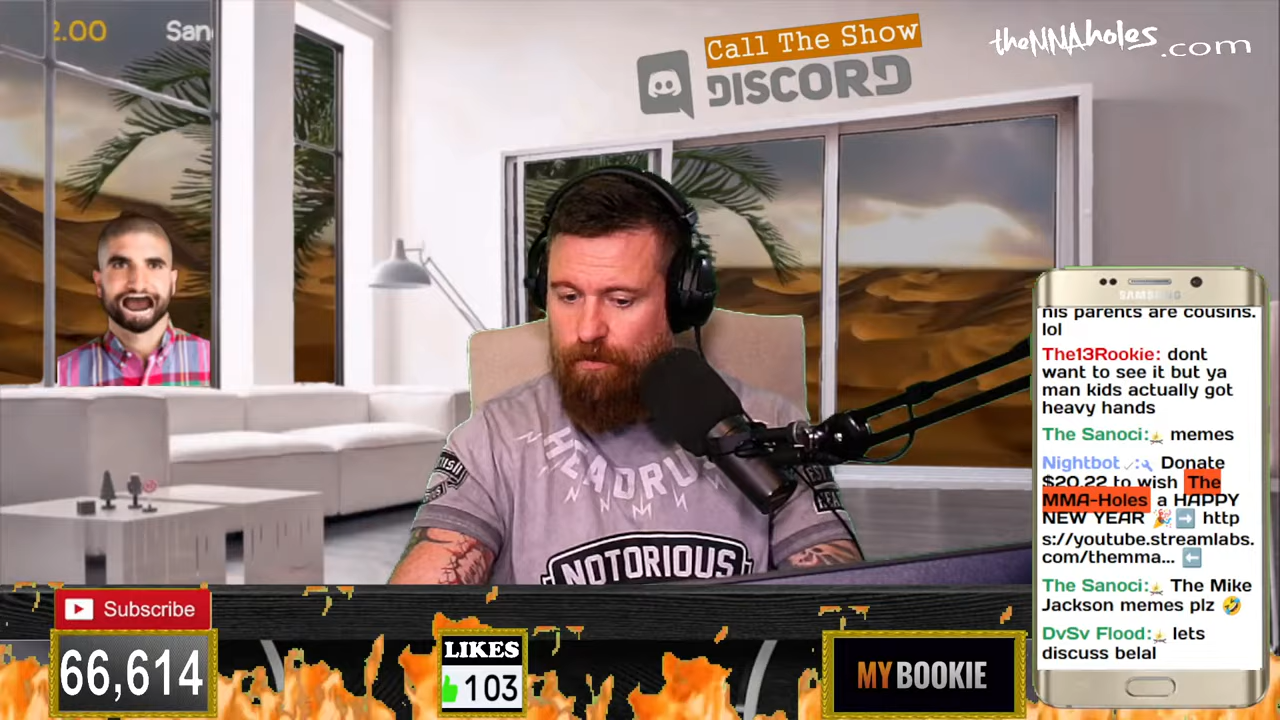 2.00 San
Call The Show
DISCORD
theMMAholes.com
SAMSUNG
his parents are cousins.
lol
The13Rookie: dont
want to see it but ya
man kids actually got
heavy hands
The Sanoci: memes
Nightbot : Donate
$20.22 to wish The
MMA-Holes a HAPPY
NEW YEAR 🎉 ➡️ http
s://youtube.streamlabs.
com/themma... ⬅️
The Sanoci: The Mike
Jackson memes plz 🤣
DvSv Flood: lets
discuss belal
HEADRU
NOTORIOUS
Subscribe
66,614
LIKES
103
MYBOOKIE